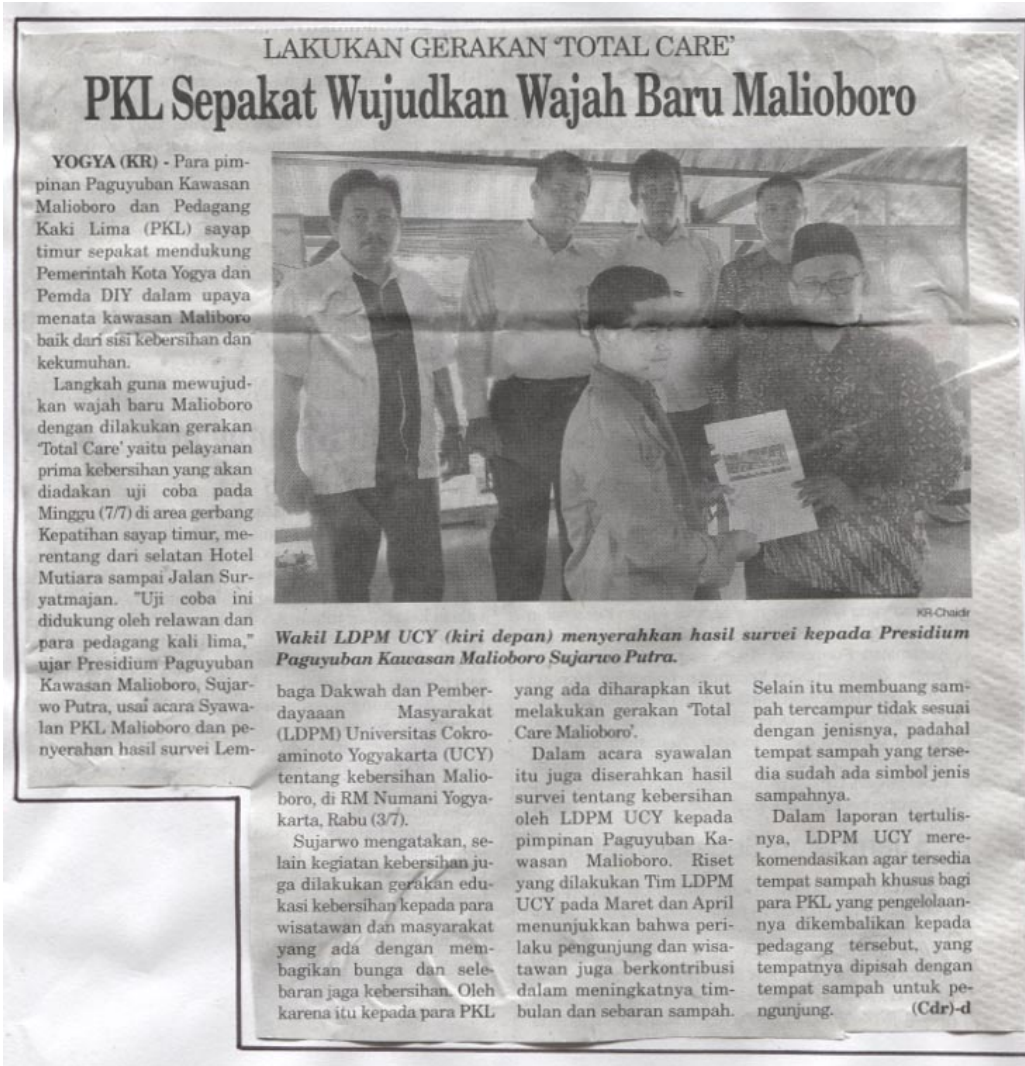 LAKUKAN GERAKAN 'TOTAL CARE'
PKL Sepakat Wujudkan Wajah Baru Malioboro
YOGYA (KR) - Para pim-
pinan Paguyuban Kawasan
Malioboro dan Pedagang
Kaki Lima (PKL) sayap
timur sepakat mendukung
Pemerintah Kota Yogya dan
Pemda DIY dalam upaya
menata kawasan Maliboro
baik dari sisi kebersihan dan
kekumuhan.
Langkah guna mewujud-
kan wajah baru Malioboro
dengan dilakukan gerakan
'Total Care' yaitu pelayanan
prima kebersihan yang akan
diadakan uji coba pada
Minggu (7/7) di area gerbang
Kepatihan sayap timur, me-
rentang dari selatan Hotel
Mutiara sampai Jalan Sur-
yatmajan. "Uji coba ini
didukung oleh relawan dan
para pedagang kali lima,"
ujar Presidium Paguyuban
Kawasan Malioboro, Sujar-
wo Putra, usai acara Syawa-
lan PKL Malioboro dan pe-
nyerahan hasil survei Lem-
KR-Chaidir
Wakil LDPM UCY (kiri depan) menyerahkan hasil survei kepada Presidium
Paguyuban Kawasan Malioboro Sujarwo Putra.
baga Dakwah dan Pember-
dayaaan Masyarakat
(LDPM) Universitas Cokro-
aminoto Yogyakarta (UCY)
tentang kebersihan Malio-
boro, di RM Numani Yogya-
karta, Rabu (3/7).
Sujarwo mengatakan, se-
lain kegiatan kebersihan ju-
ga dilakukan gerakan edu-
kasi kebersihan kepada para
wisatawan dan masyarakat
yang ada dengan mem-
bagikan bunga dan sele-
baran jaga kebersihan. Oleh
karena itu kepada para PKL
yang ada diharapkan ikut
melakukan gerakan 'Total
Care Malioboro'.
Dalam acara syawalan
itu juga diserahkan hasil
survei tentang kebersihan
oleh LDPM UCY kepada
pimpinan Paguyuban Ka-
wasan Malioboro. Riset
yang dilakukan Tim LDPM
UCY pada Maret dan April
menunjukkan bahwa peri-
laku pengunjung dan wisa-
tawan juga berkontribusi
dalam meningkatnya tim-
bulan dan sebaran sampah.
Selain itu membuang sam-
pah tercampur tidak sesuai
dengan jenisnya, padahal
tempat sampah yang terse-
dia sudah ada simbol jenis
sampahnya.
Dalam laporan tertulis-
nya, LDPM UCY mere-
komendasikan agar tersedia
tempat sampah khusus bagi
para PKL yang pengelolaan-
nya dikembalikan kepada
pedagang tersebut, yang
tempatnya dipisah dengan
tempat sampah untuk pe-
ngunjung. (Cdr)-d